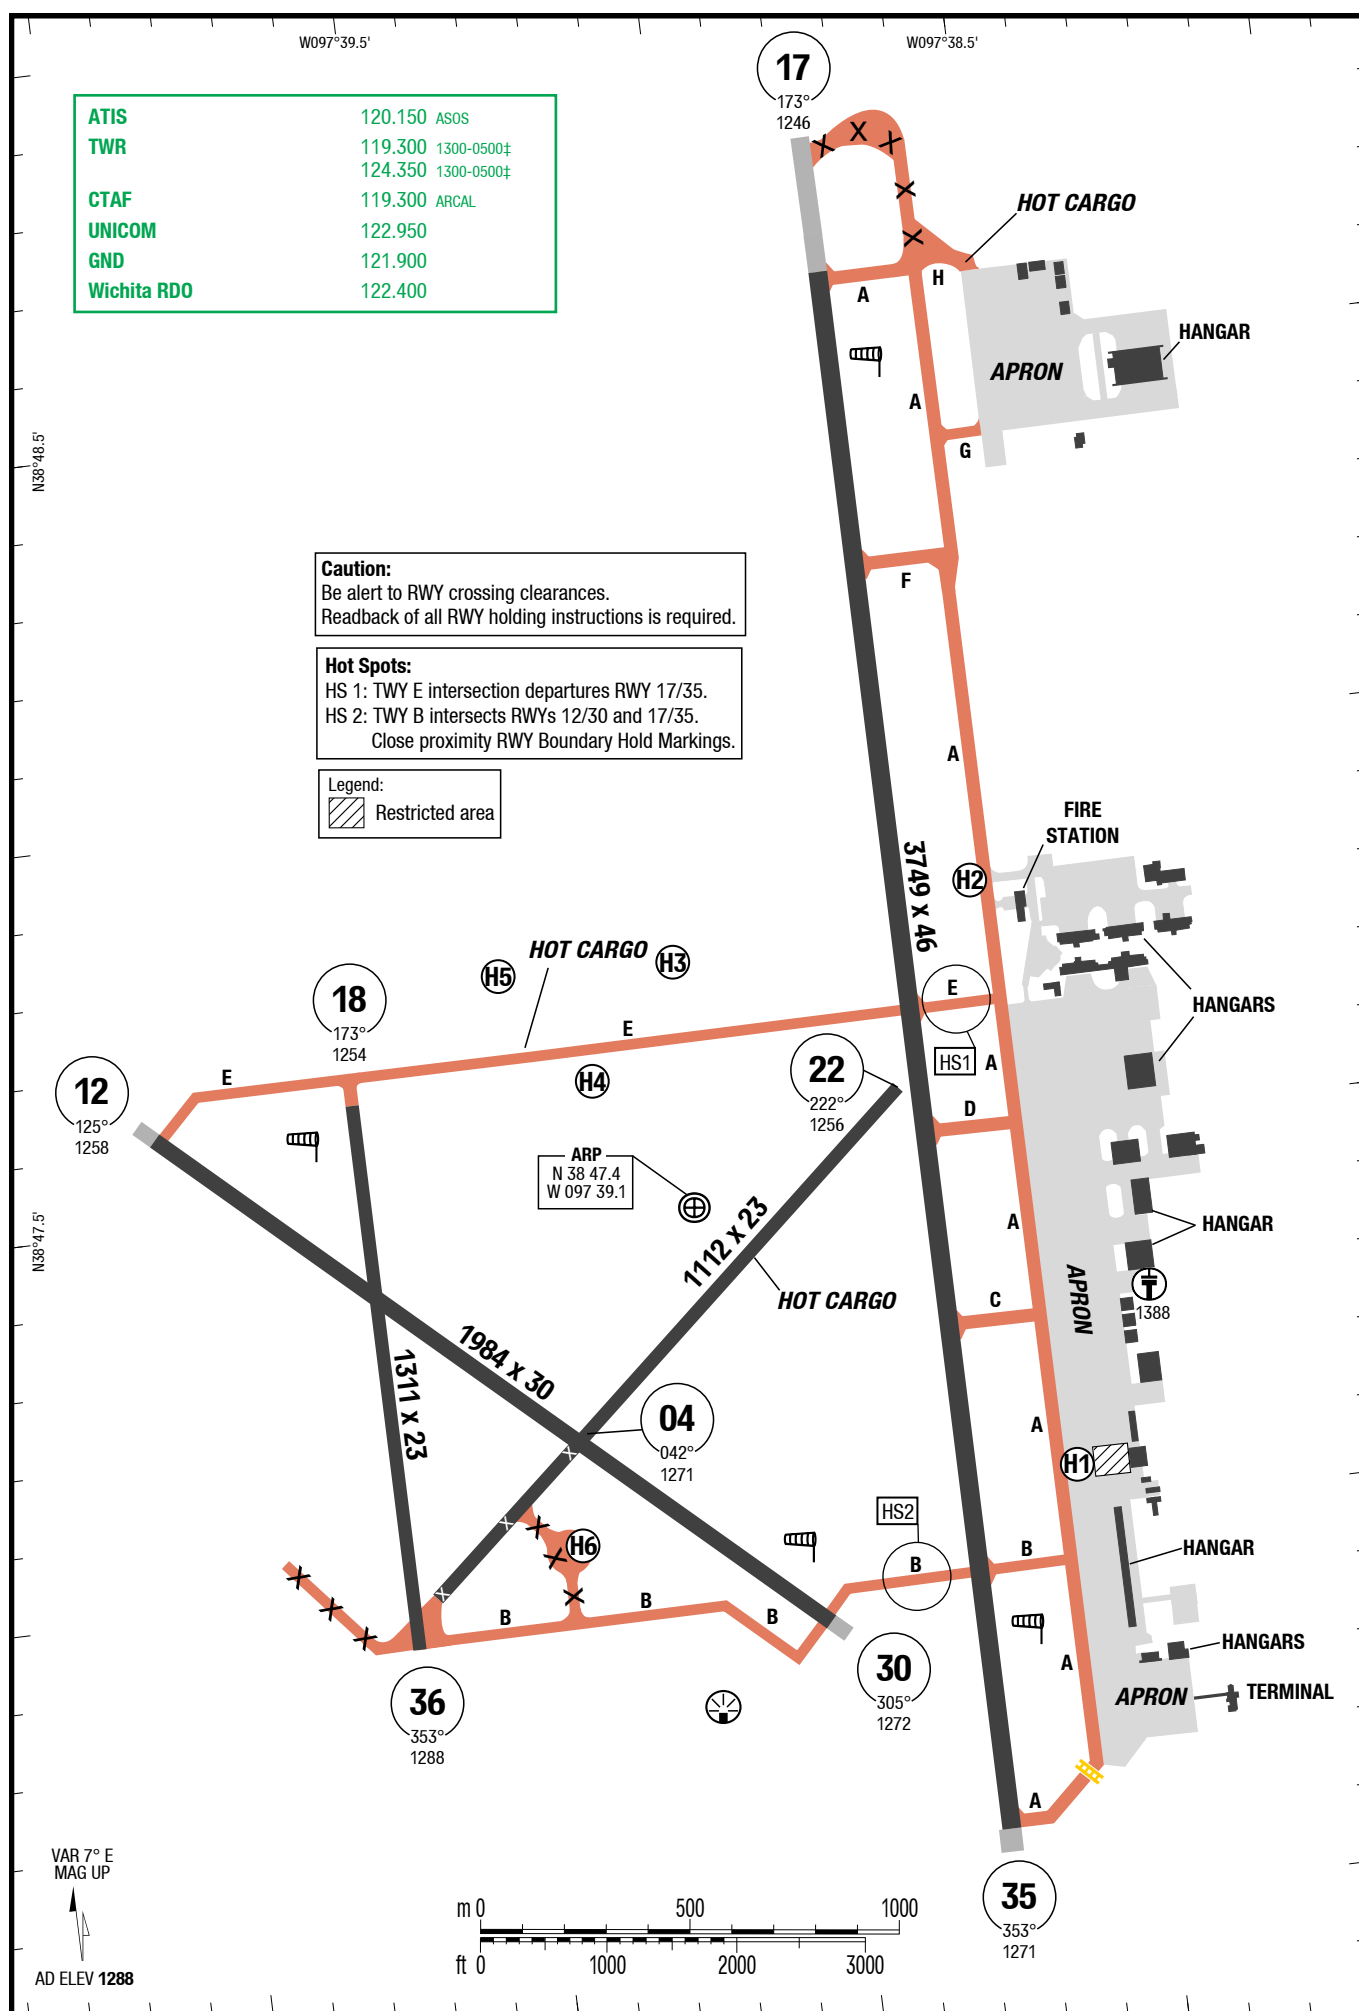 W097°39.5'
W097°38.5'
17
173°
1246
ATIS 120.150 ASOS
TWR 119.300 1300-0500‡
124.350 1300-0500‡
CTAF 119.300 ARCAL
UNICOM 122.950
GND 121.900
Wichita RDO 122.400
HOT CARGO
H
A
HANGAR
APRON
A
G
N38°48.5'
F
Caution:
Be alert to RWY crossing clearances.
Readback of all RWY holding instructions is required.
Hot Spots:
HS 1: TWY E intersection departures RWY 17/35.
HS 2: TWY B intersects RWYs 12/30 and 17/35.
Close proximity RWY Boundary Hold Markings.
Legend:
Restricted area
A
FIRE
STATION
3749 x 46
H2
HOT CARGO
H5
H3
E
HANGARS
18
173°
1254
E
HS1
A
12
125°
1258
E
H4
22
222°
1256
D
ARP
N 38 47.4
W 097 39.1
N38°47.5'
1112 x 23
A
HANGAR
HOT CARGO
C
APRON
1388
1984 x 30
1311 x 23
04
042°
1271
A
H1
HS2
H6
B
B
HANGAR
B
B
B
HANGARS
A
30
305°
1272
36
353°
1288
APRON
TERMINAL
A
VAR 7° E
MAG UP
35
353°
1271
m 0 500 1000
ft 0 1000 2000 3000
AD ELEV 1288